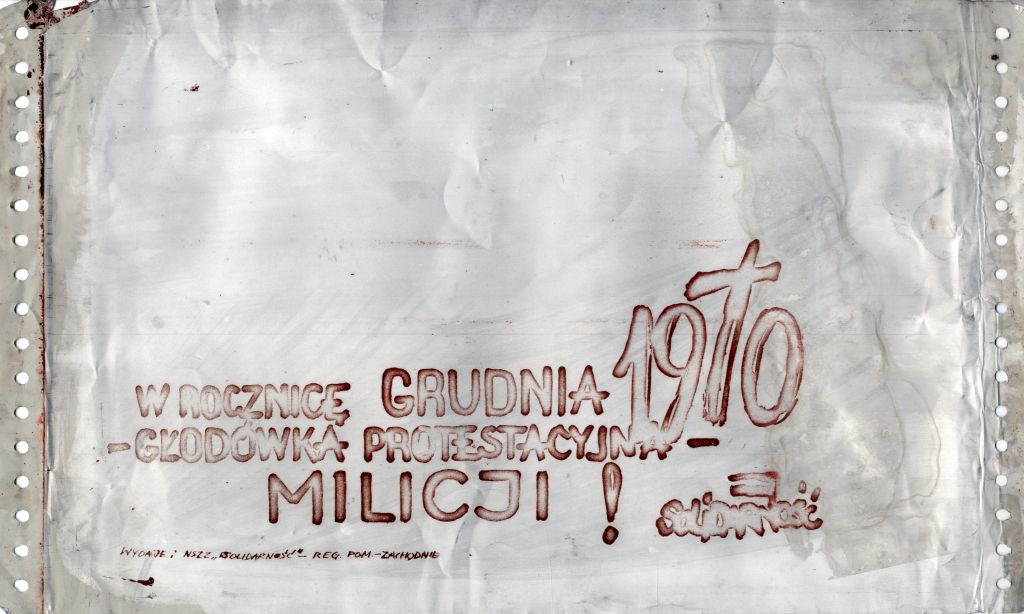 W ROCZNICĘ GRUDNIA 1970
-GŁODÓWKA PROTESTACYJNA-
MILICJI !
SOLIDARNOŚĆ
WYDAJE: NSZZ „SOLIDARNOŚĆ" - REG. POM.-ZACHODNIE